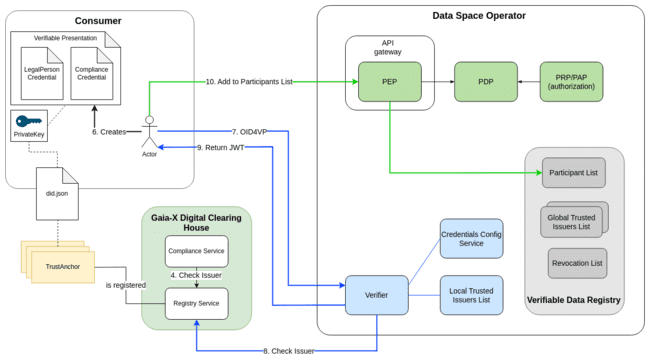 Consumer
Verifiable Presentation
LegalPerson
Credential
Compliance
Credential
PrivateKey
6. Creates
Actor
did.json
TrustAnchor
is registered
Gaia-X Digital Clearing
House
Compliance Service
4. Check Issuer
Registry Service
10. Add to Participants List
7. OID4VP
9. Return JWT
8. Check Issuer
Data Space Operator
API
gateway
PEP
PDP
PRP/PAP
(authorization)
Participant List
Global Trusted
Issuers List
Revocation List
Verifiable Data Registry
Credentials Config
Service
Verifier
Local Trusted
Issuers List